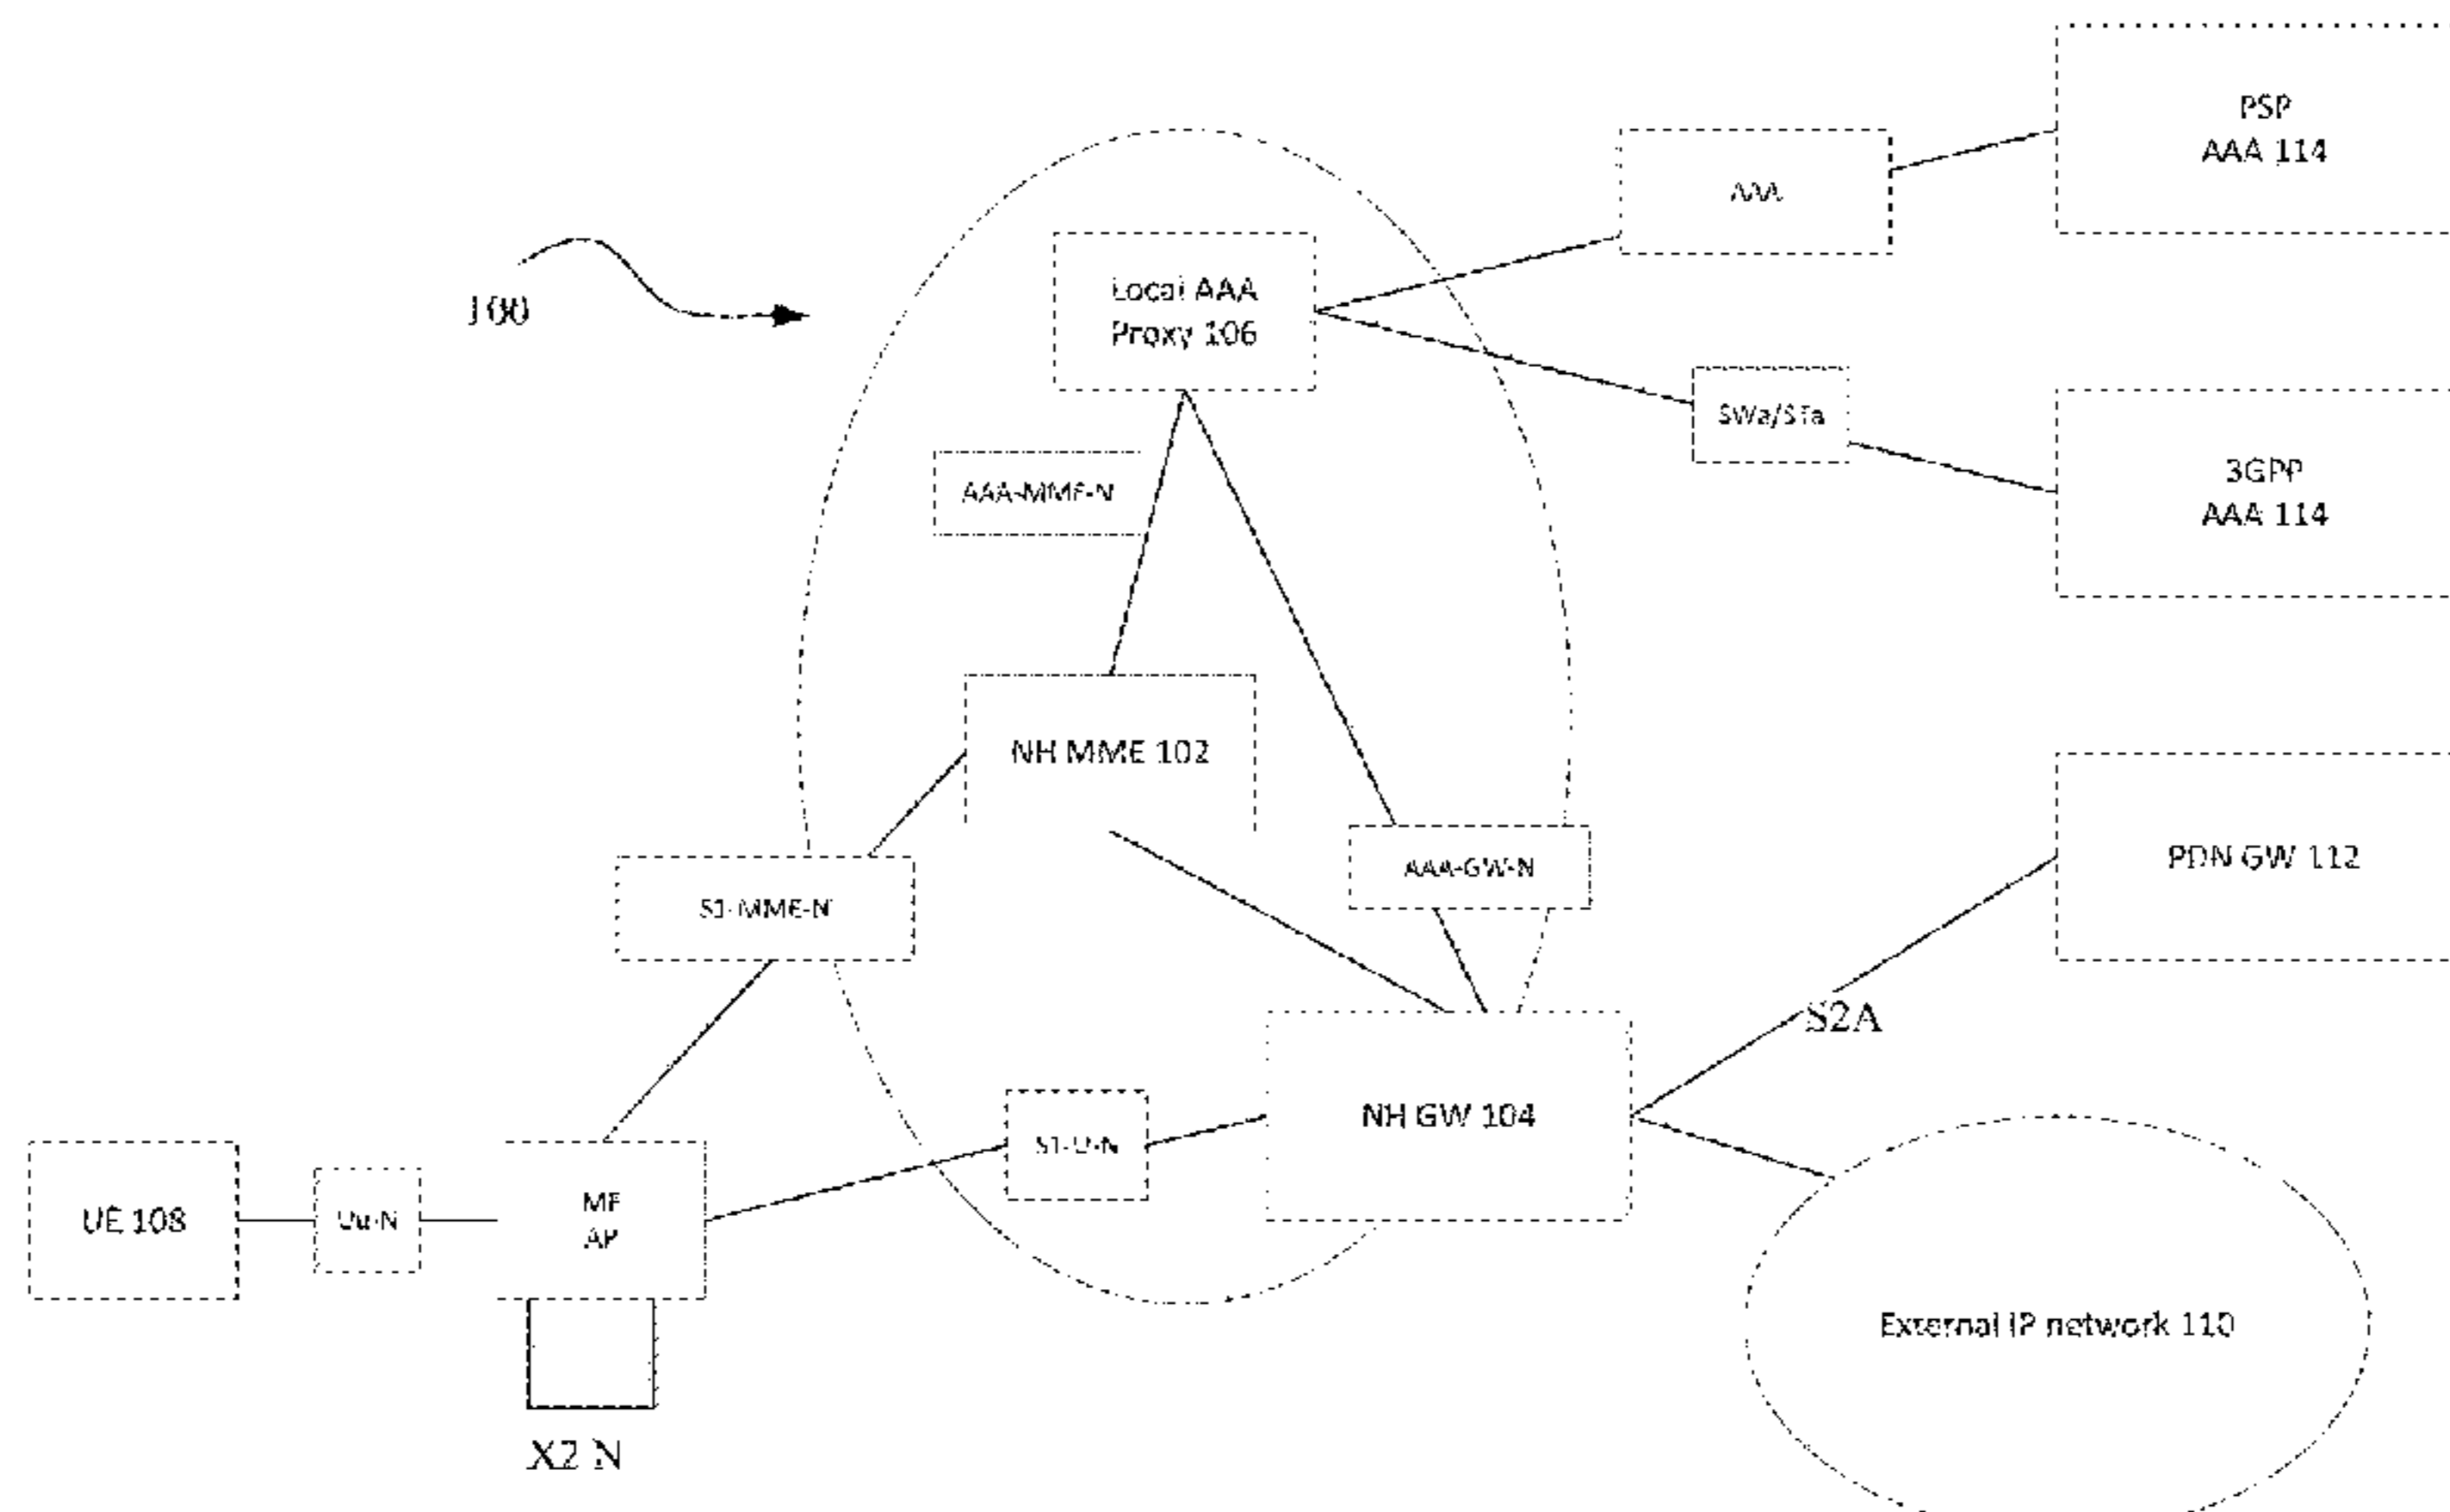 PSP
AAA 114
AAA
100
Local AAA
Proxy 106
SWa/STa
3GPP
AAA 114
AAA-MME-N
NH MME 102
AAA-GW-N
PDN GW 112
S1-MME-N
S2A
NH GW 104
S1-U-N
UE 108
Uu-N
MF
AP
External IP network 110
X2 N